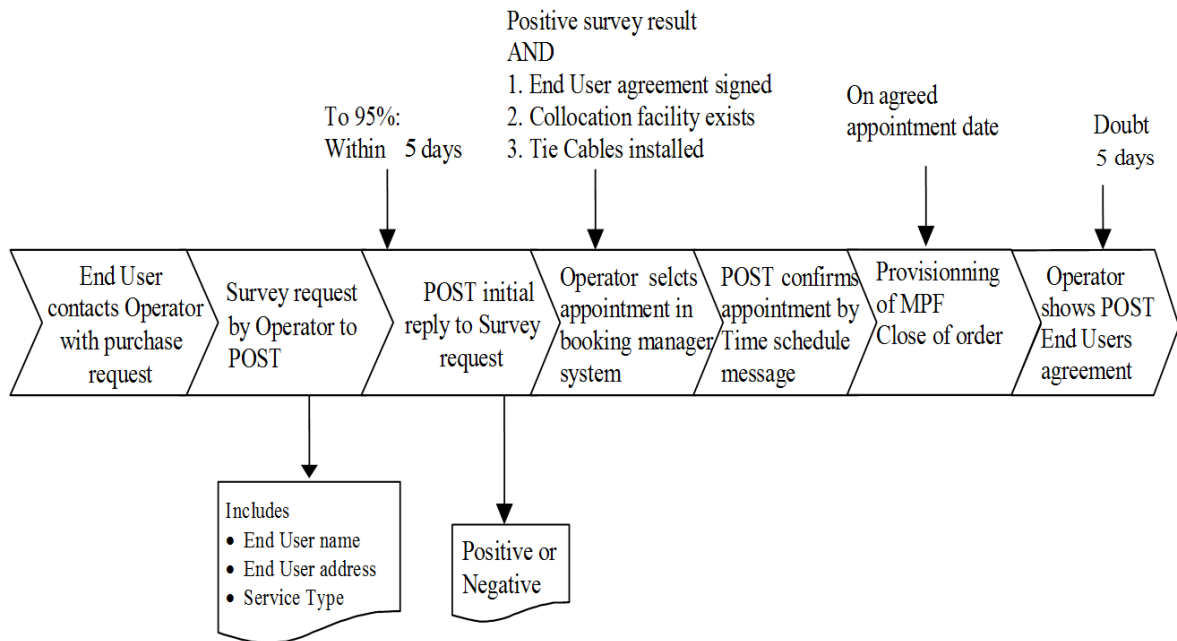 Positive survey result
AND
1. End User agreement signed
2. Collocation facility exists
3. Tie Cables installed
To 95%:
Within 5 days
On agreed
appointment date
Doubt
5 days
End User
contacts Operator
with purchase
request
Survey request
by Operator to
POST
POST initial
reply to Survey
request
Operator selcts
appointment in
booking manager
system
POST confirms
appointment by
Time schedule
message
Provisionning
of MPF
Close of order
Operator
shows POST
End Users
agreement
Includes
• End User name
• End User address
• Service Type
Positive or
Negative